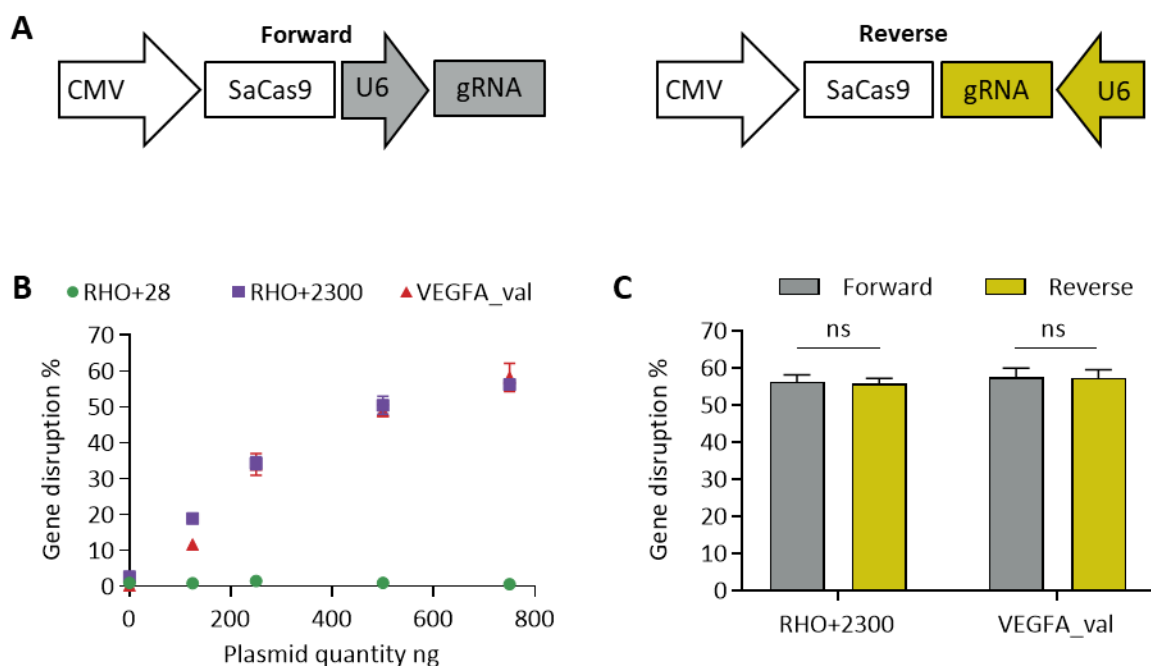 A
Forward
CMV
SaCas9
U6
gRNA
Reverse
CMV
SaCas9
gRNA
U6
B
RHO+28
RHO+2300
VEGFA_val
Gene disruption %
70
60
50
40
30
20
10
0
0
200
400
600
800
Plasmid quantity ng
C
Forward
Reverse
Gene disruption %
70
60
50
40
30
20
10
0
ns
ns
RHO+2300
VEGFA_val